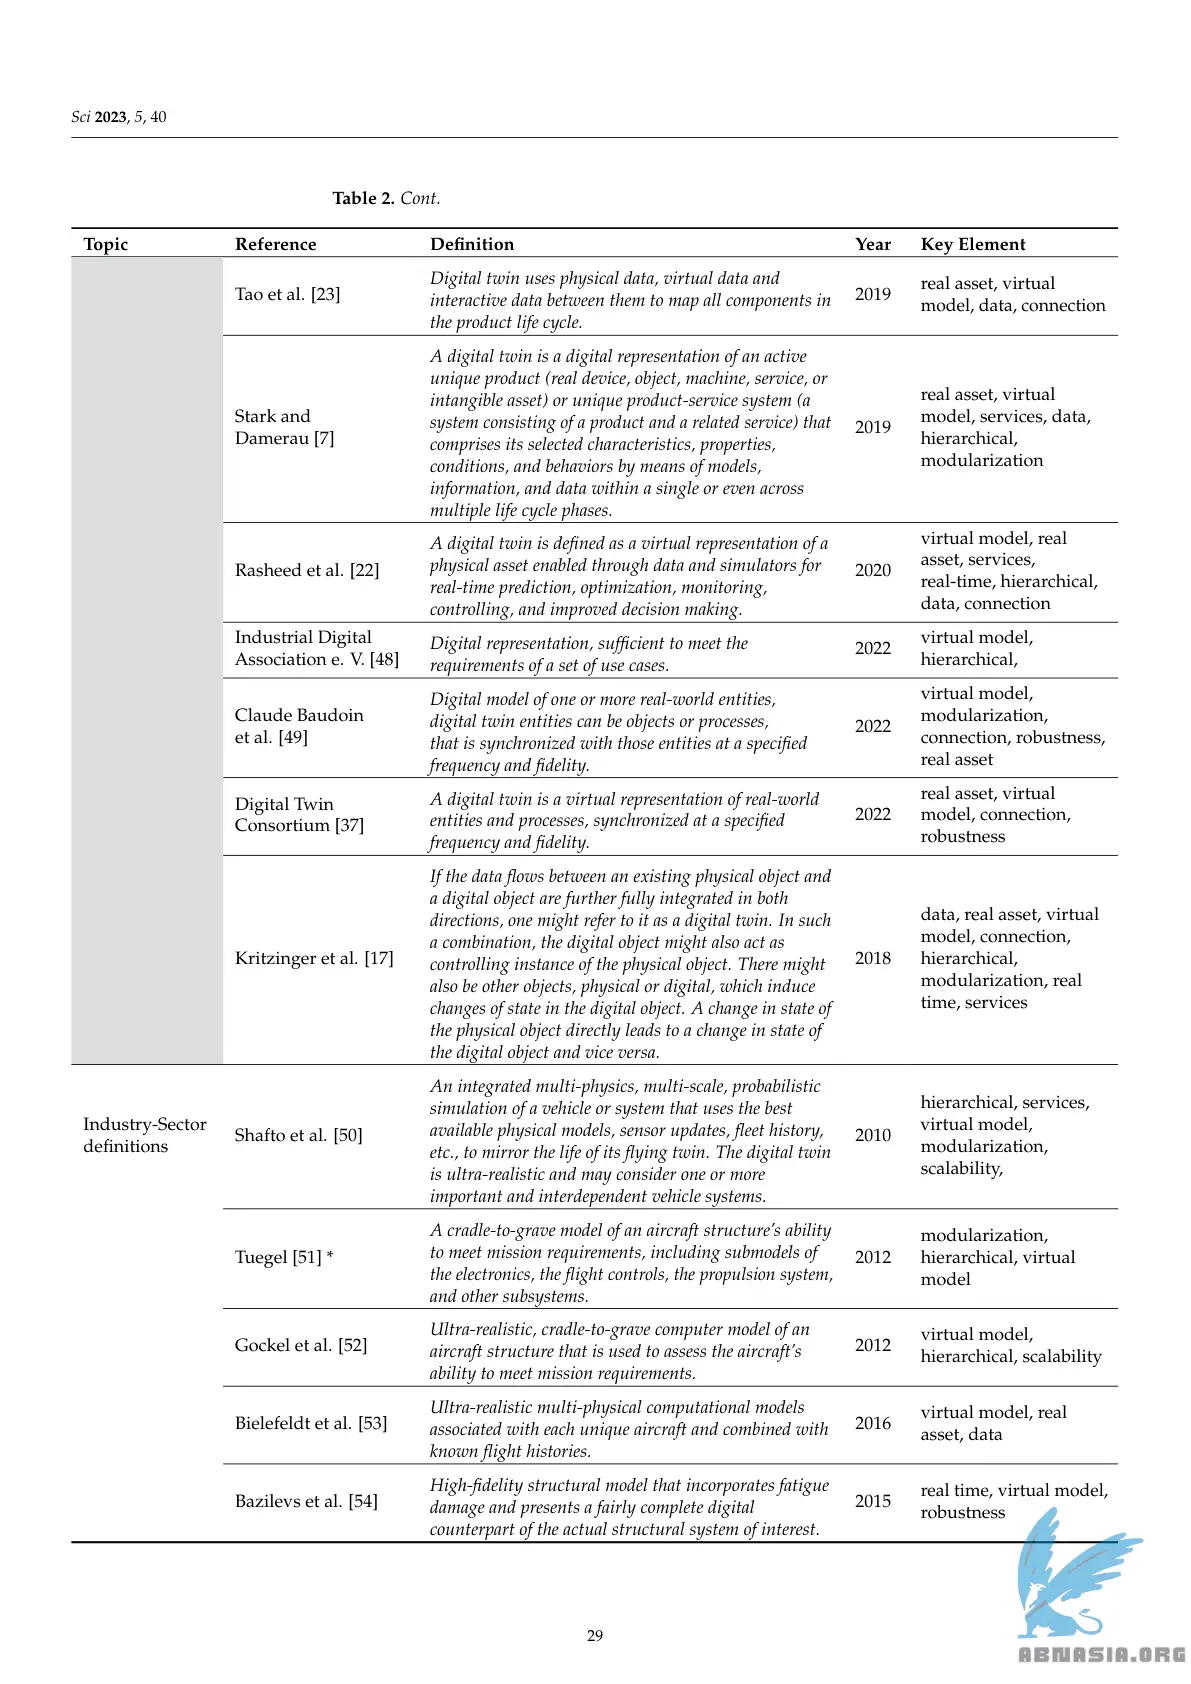 Sci 2023, 5, 40
Table 2. Cont.
Topic Reference Definition Year Key Element
Tao et al. [23]
Digital twin uses physical data, virtual data and
interactive data between them to map all components in
the product life cycle.
2019
real asset, virtual
model, data, connection
Stark and
Damerau [7]
A digital twin is a digital representation of an active
unique product (real device, object, machine, service, or
intangible asset) or unique product-service system (a
system consisting of a product and a related service) that
comprises its selected characteristics, properties,
conditions, and behaviors by means of models,
information, and data within a single or even across
multiple life cycle phases.
2019
real asset, virtual
model, services, data,
hierarchical,
modularization
Rasheed et al. [22]
A digital twin is defined as a virtual representation of a
physical asset enabled through data and simulators for
real-time prediction, optimization, monitoring,
controlling, and improved decision making.
2020
virtual model, real
asset, services,
real-time, hierarchical,
data, connection
Industrial Digital
Association e. V. [48]
Digital representation, sufficient to meet the
requirements of a set of use cases.
2022
virtual model,
hierarchical,
Claude Baudoin
et al. [49]
Digital model of one or more real-world entities,
digital twin entities can be objects or processes,
that is synchronized with those entities at a specified
frequency and fidelity.
2022
virtual model,
modularization,
connection, robustness,
real asset
Digital Twin
Consortium [37]
A digital twin is a virtual representation of real-world
entities and processes, synchronized at a specified
frequency and fidelity.
2022
real asset, virtual
model, connection,
robustness
Kritzinger et al. [17]
If the data flows between an existing physical object and
a digital object are further fully integrated in both
directions, one might refer to it as a digital twin. In such
a combination, the digital object might also act as
controlling instance of the physical object. There might
also be other objects, physical or digital, which induce
changes of state in the digital object. A change in state of
the physical object directly leads to a change in state of
the digital object and vice versa.
2018
data, real asset, virtual
model, connection,
hierarchical,
modularization, real
time, services
Industry-Sector
definitions
Shafto et al. [50]
An integrated multi-physics, multi-scale, probabilistic
simulation of a vehicle or system that uses the best
available physical models, sensor updates, fleet history,
etc., to mirror the life of its flying twin. The digital twin
is ultra-realistic and may consider one or more
important and interdependent vehicle systems.
2010
hierarchical, services,
virtual model,
modularization,
scalability,
Tuegel [51] *
A cradle-to-grave model of an aircraft structure's ability
to meet mission requirements, including submodels of
the electronics, the flight controls, the propulsion system,
and other subsystems.
2012
modularization,
hierarchical, virtual
model
Gockel et al. [52]
Ultra-realistic, cradle-to-grave computer model of an
aircraft structure that is used to assess the aircraft's
ability to meet mission requirements.
2012
virtual model,
hierarchical, scalability
Bielefeldt et al. [53]
Ultra-realistic multi-physical computational models
associated with each unique aircraft and combined with
known flight histories.
2016
virtual model, real
asset, data
Bazilevs et al. [54]
High-fidelity structural model that incorporates fatigue
damage and presents a fairly complete digital
counterpart of the actual structural system of interest.
2015
real time, virtual model,
robustness
29
ABNASIA.ORG